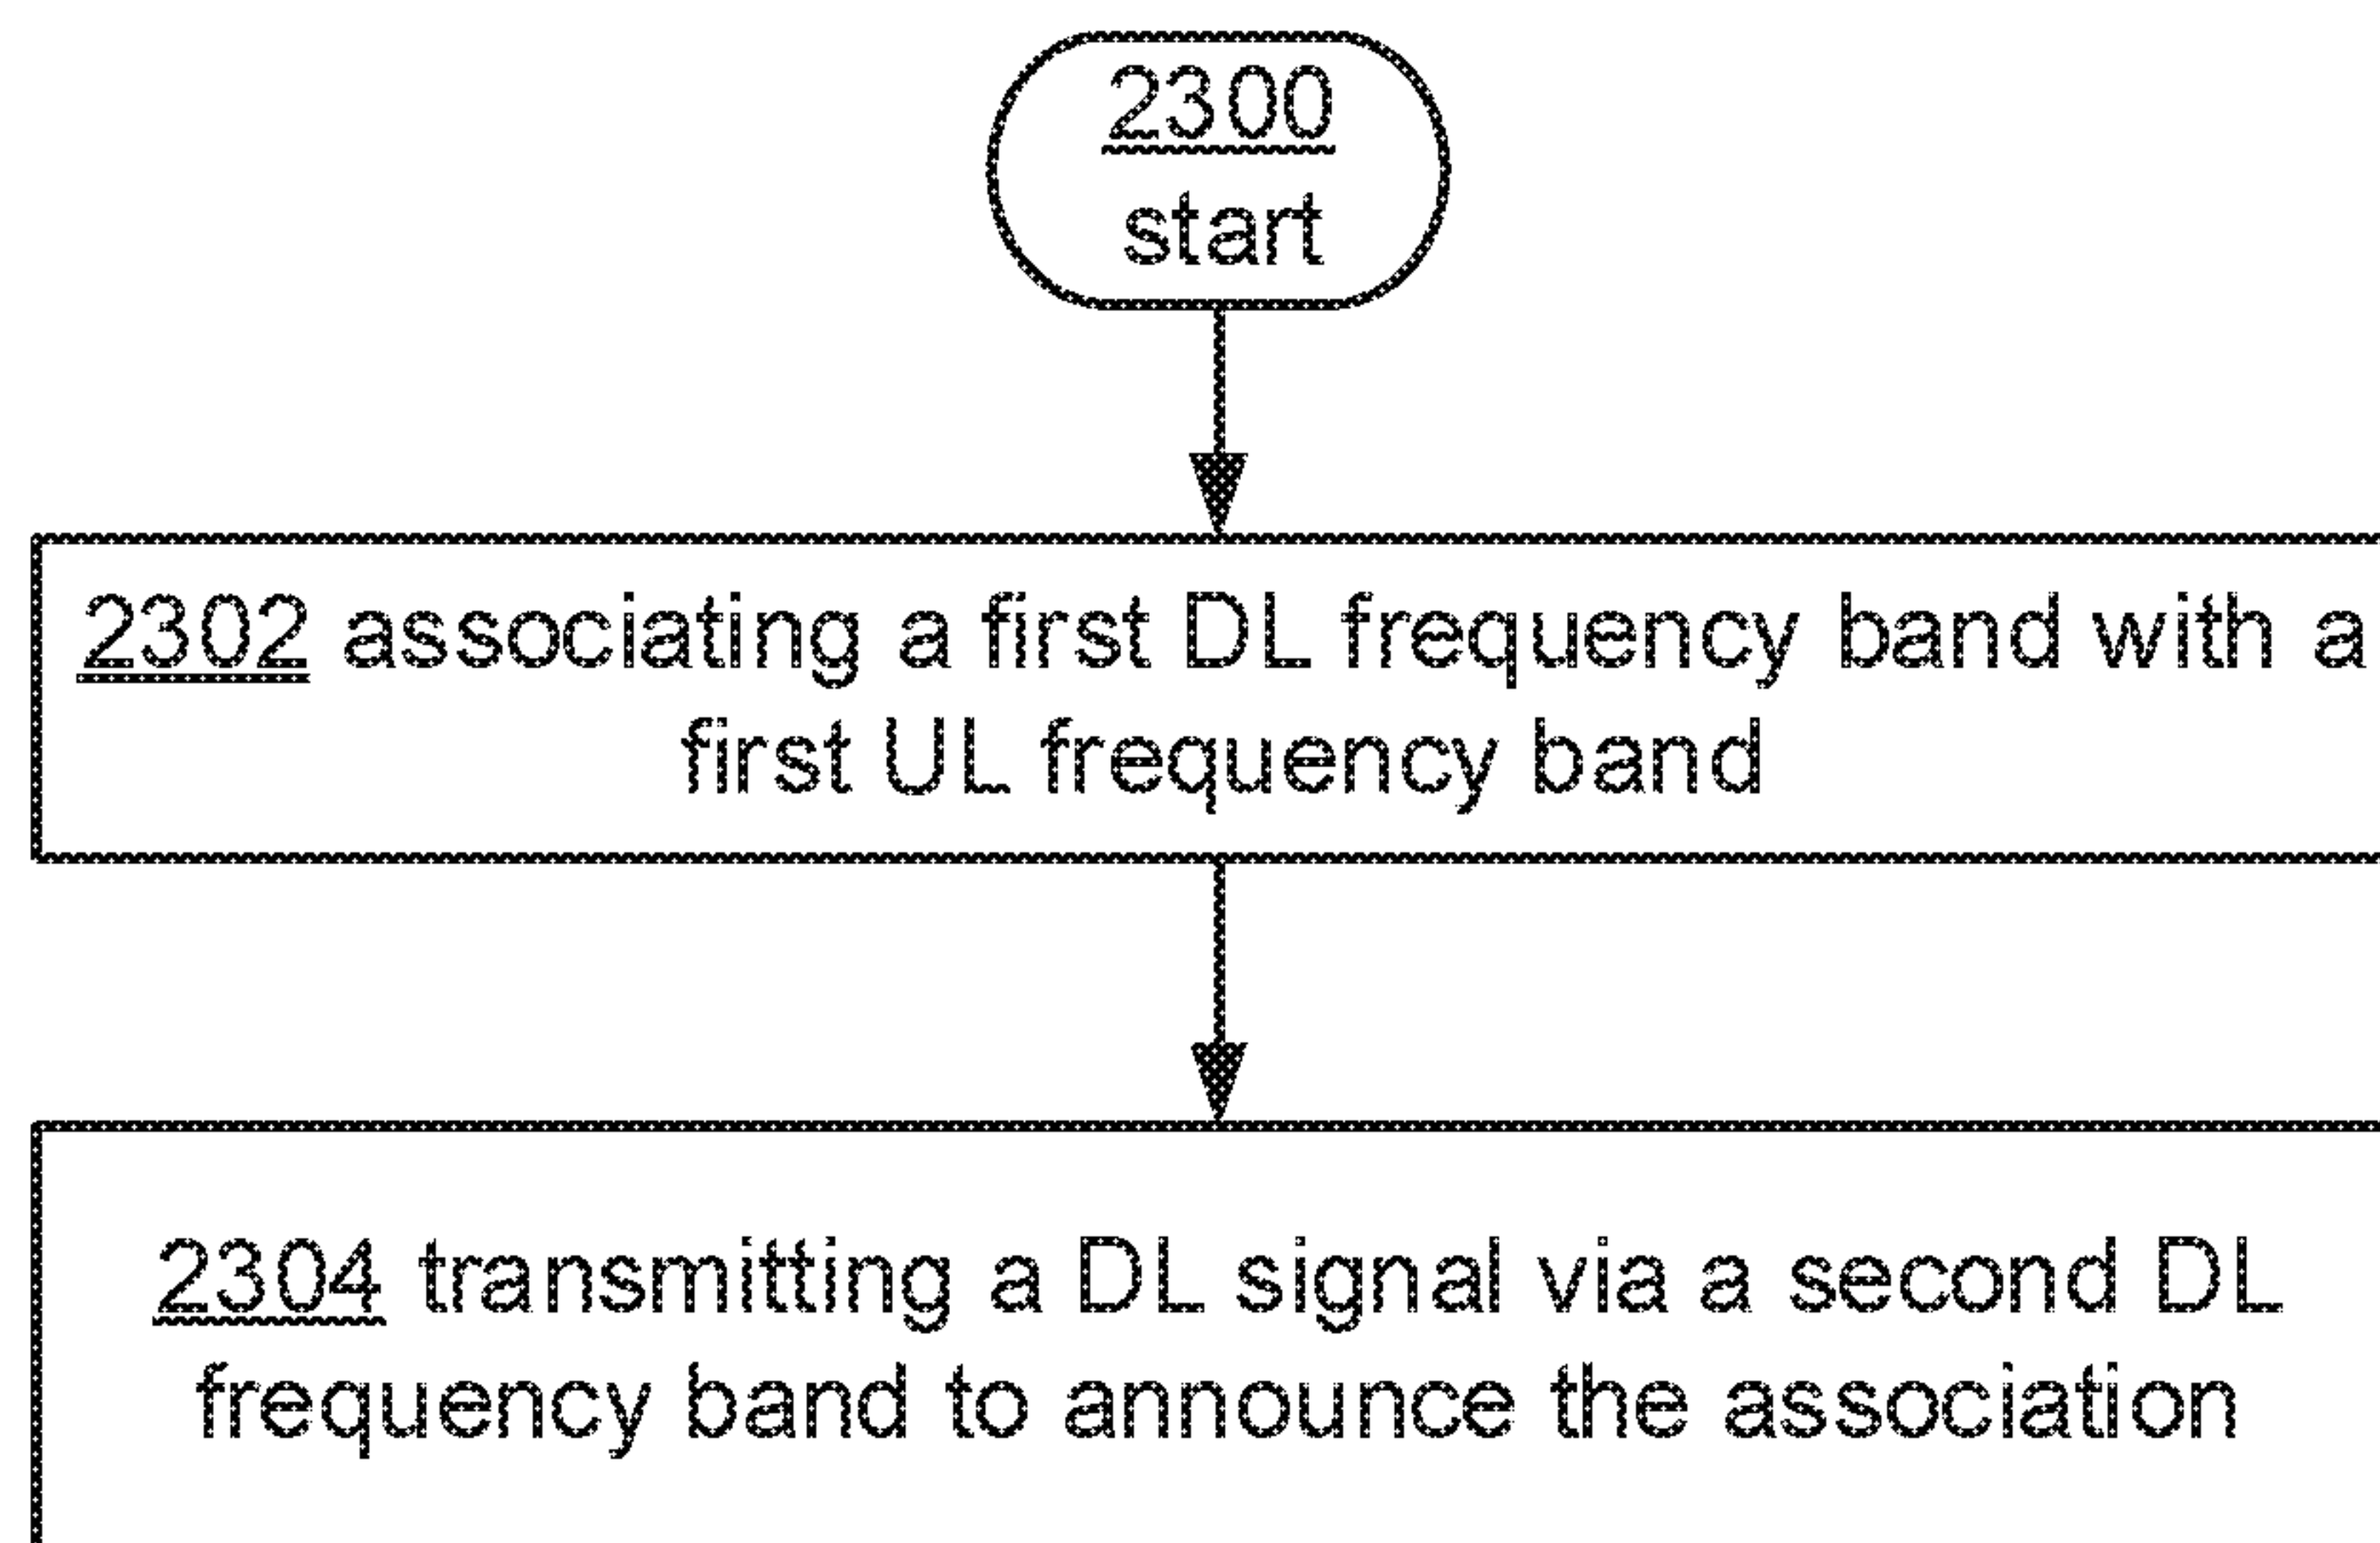 2300
start
2302 associating a first DL frequency band with a
first UL frequency band
2304 transmitting a DL signal via a second DL
frequency band to announce the association